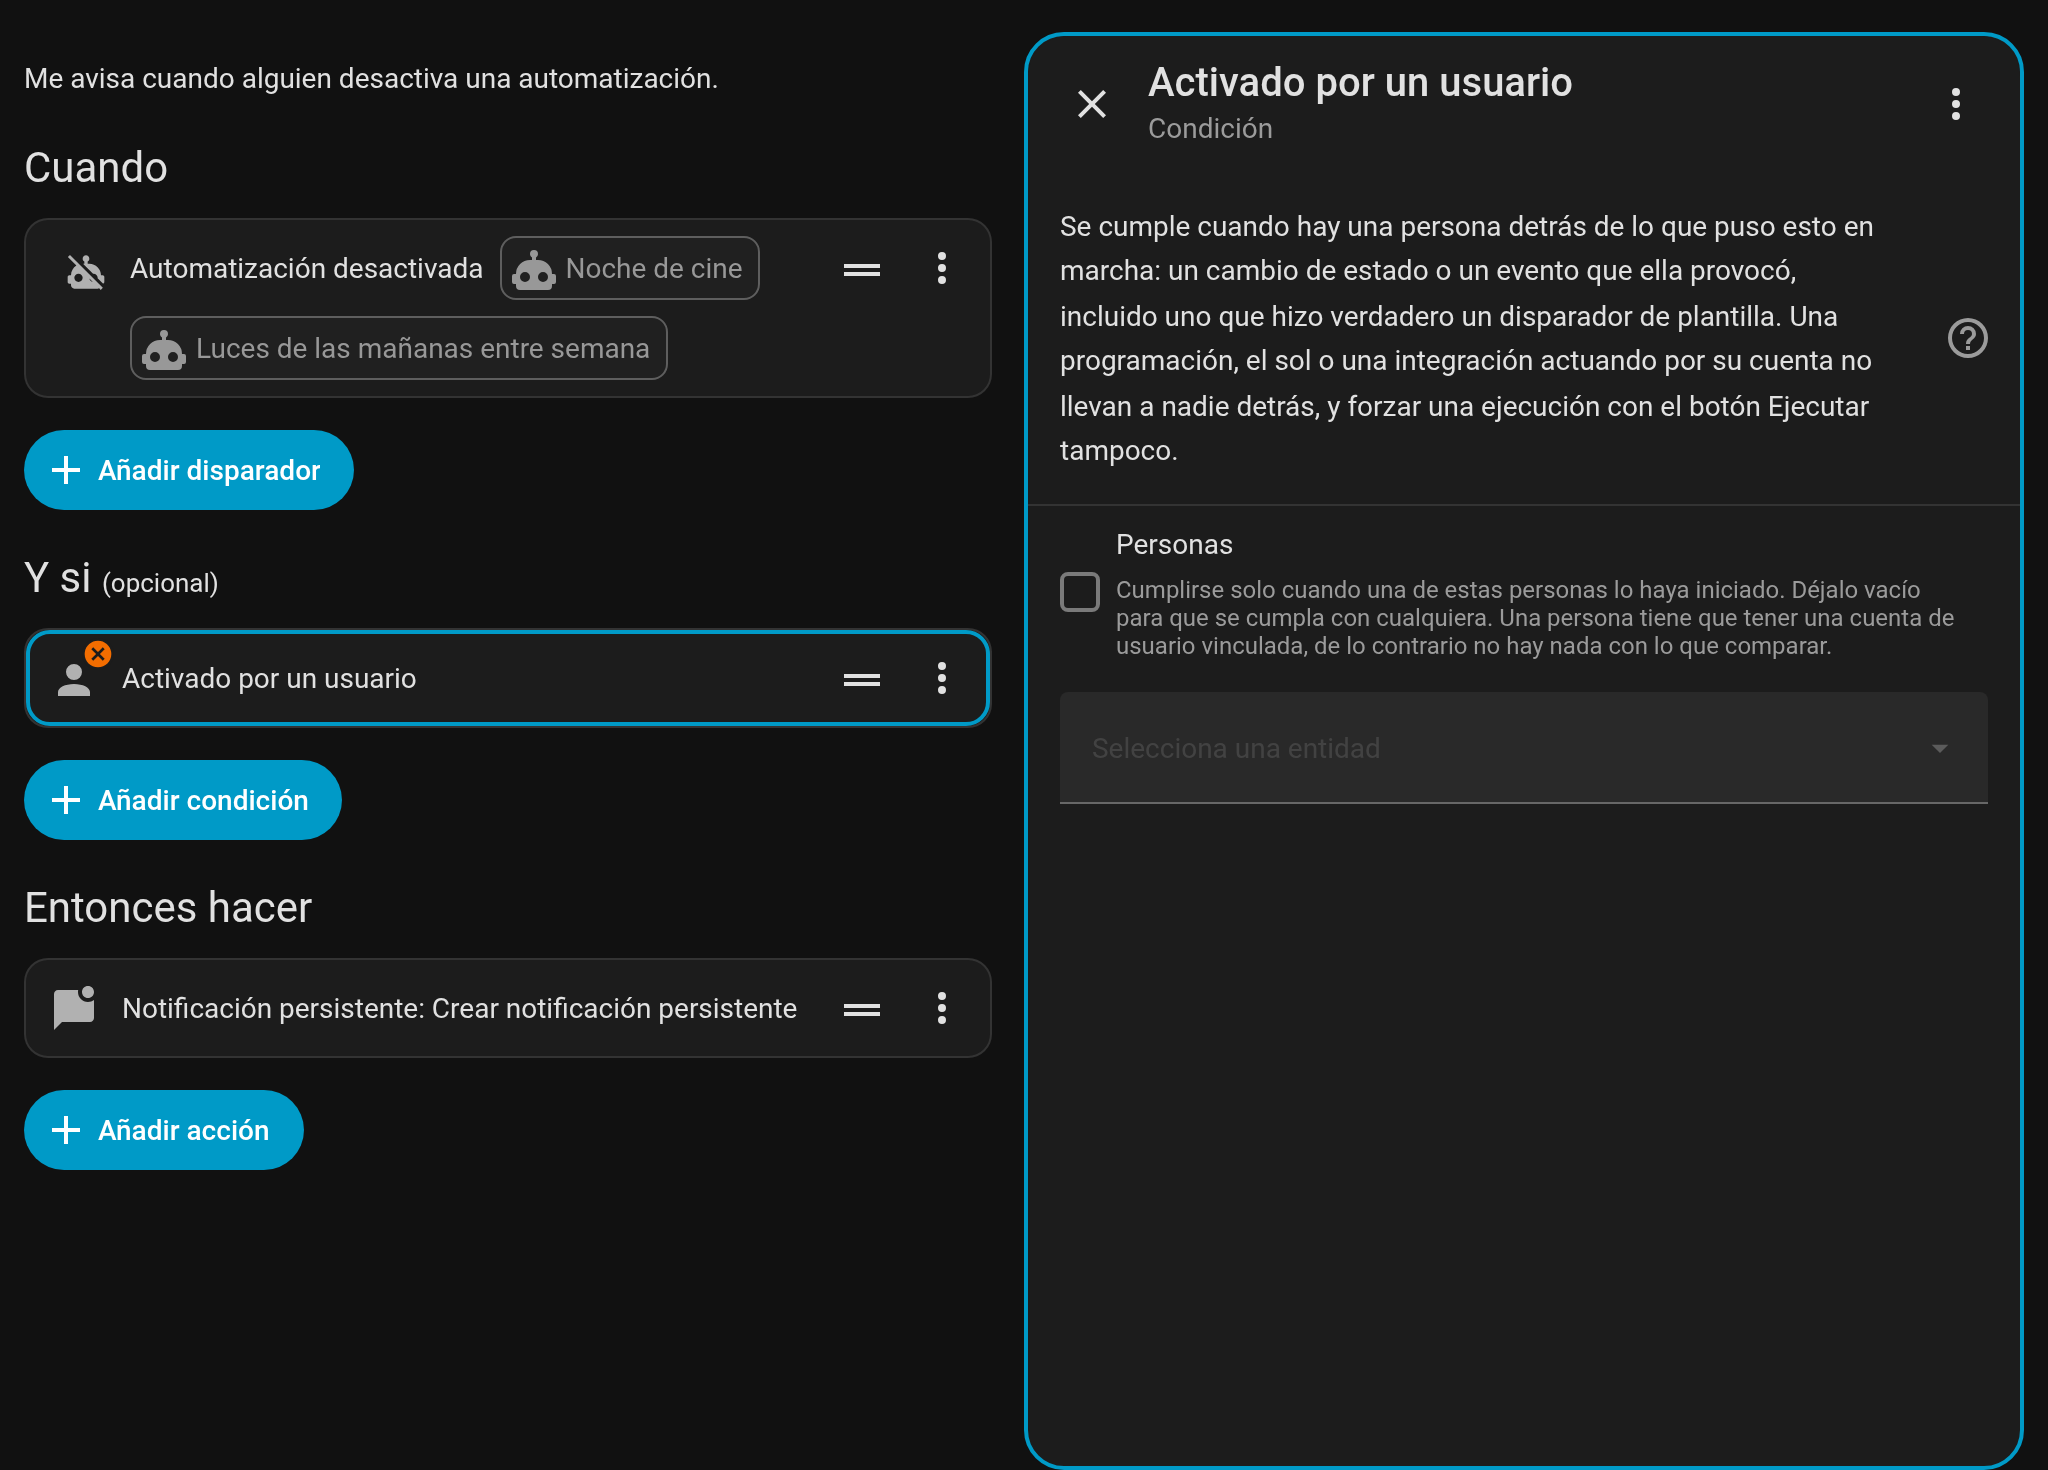 Me avisa cuando alguien desactiva una automatización.
Cuando
Automatización desactivada
Noche de cine
Luces de las mañanas entre semana
Añadir disparador
Y si (opcional)
Activado por un usuario
Añadir condición
Entonces hacer
Notificación persistente: Crear notificación persistente
Añadir acción
Activado por un usuario
Condición
Se cumple cuando hay una persona detrás de lo que puso esto en
marcha: un cambio de estado o un evento que ella provocó,
incluido uno que hizo verdadero un disparador de plantilla. Una
programación, el sol o una integración actuando por su cuenta no
llevan a nadie detrás, y forzar una ejecución con el botón Ejecutar
tampoco.
Personas
Cumplirse solo cuando una de estas personas lo haya iniciado. Déjalo vacío
para que se cumpla con cualquiera. Una persona tiene que tener una cuenta de
usuario vinculada, de lo contrario no hay nada con lo que comparar.
Selecciona una entidad